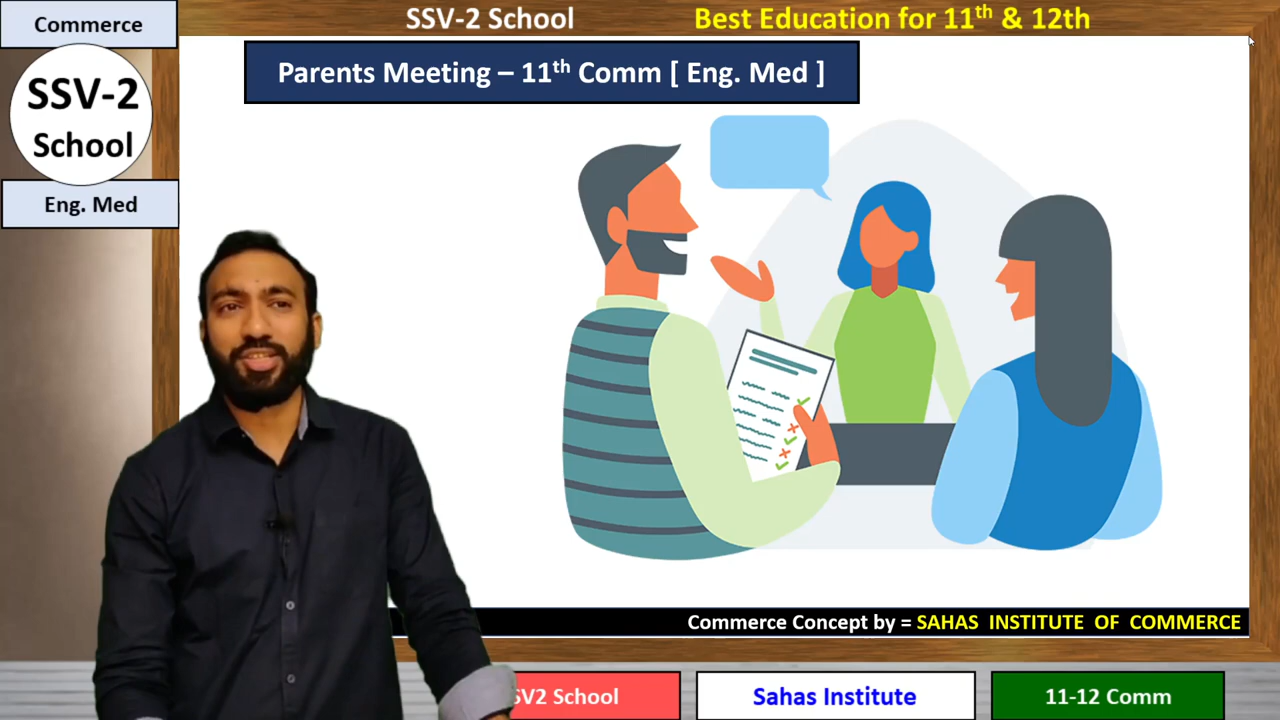 Commerce
SSV-2 School
Best Education for 11th & 12th
SSV-2
School
Eng. Med
Parents Meeting – 11th Comm [ Eng. Med ]
Commerce Concept by = SAHAS INSTITUTE OF COMMERCE
SV2 School
Sahas Institute
11-12 Comm